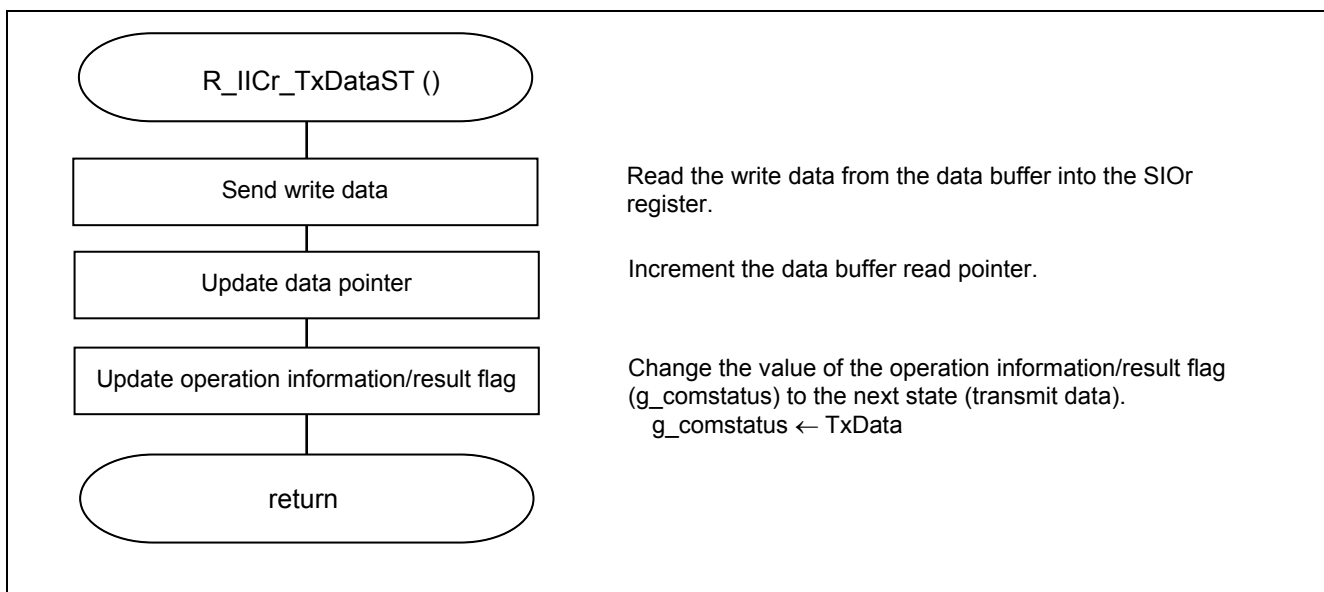 R_IICr_TxDataST ()
Send write data
Read the write data from the data buffer into the SIOr
register.
Update data pointer
Increment the data buffer read pointer.
Update operation information/result flag
Change the value of the operation information/result flag
(g_comstatus) to the next state (transmit data).
g_comstatus ← TxData
return